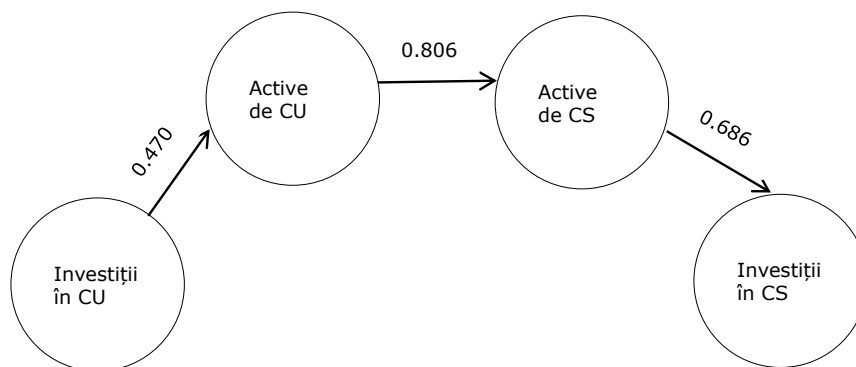 0.806
Active
de CU
Active
de CS
0.470
0.686
Investiții
în CU
Investiții
în CS